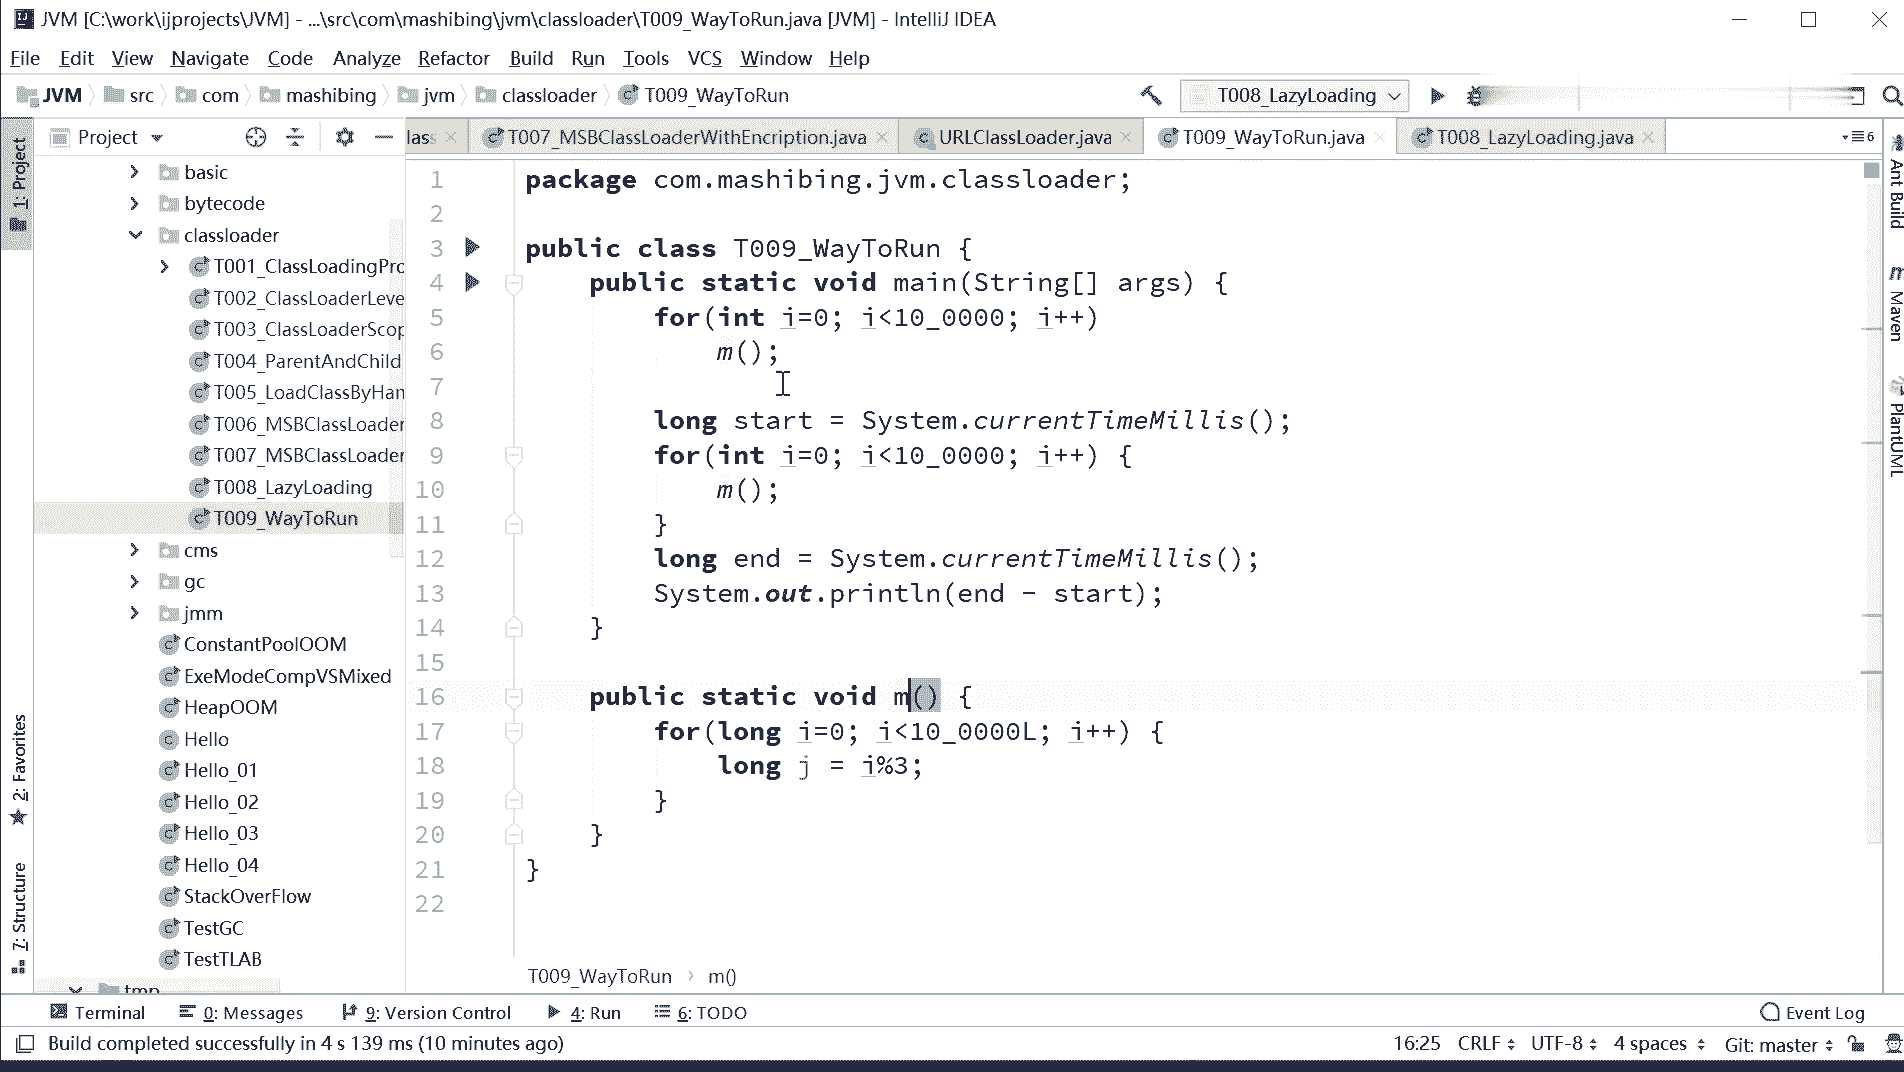 JVM [C:\work\ijprojects\JVM] - ...\src\com\mashibing\jvm\classloader\T009_WayToRun.java [JVM] - IntelliJ IDEA
File Edit View Navigate Code Analyze Refactor Build Run Tools VCS Window Help
JVM src com mashibing jvm classloader T009_WayToRun T008_LazyLoading
1: Project
Project
lass T007_MSBClassLoaderWithEncription.java URLClassLoader.java T009_WayToRun.java T008_LazyLoading.java 6
basic
bytecode
classloader
T001_ClassLoadingPro
T002_ClassLoaderLeve
T003_ClassLoaderScop
T004_ParentAndChild
T005_LoadClassByHan
T006_MSBClassLoader
T007_MSBClassLoader
T008_LazyLoading
T009_WayToRun
cms
gc
jmm
ConstantPoolOOM
ExeModeCompVSMixed
HeapOOM
Hello
Hello_01
Hello_02
Hello_03
Hello_04
StackOverFlow
TestGC
TestTLAB
tmp
2: Favorites
7: Structure
1 package com.mashibing.jvm.classloader;
2
3 public class T009_WayToRun {
4 public static void main(String[] args) {
5 for(int i=0; i<10_0000; i++)
6 m();
7
8 long start = System.currentTimeMillis();
9 for(int i=0; i<10_0000; i++) {
10 m();
11 }
12 long end = System.currentTimeMillis();
13 System.out.println(end - start);
14 }
15
16 public static void m() {
17 for(long i=0; i<10_0000L; i++) {
18 long j = i%3;
19 }
20 }
21 }
22
T009_WayToRun m()
Ant Build
m Maven
PlantUML
Terminal 0: Messages 9: Version Control 4: Run 6: TODO Event Log
Build completed successfully in 4 s 139 ms (10 minutes ago) 16:25 CRLF UTF-8 4 spaces Git: master